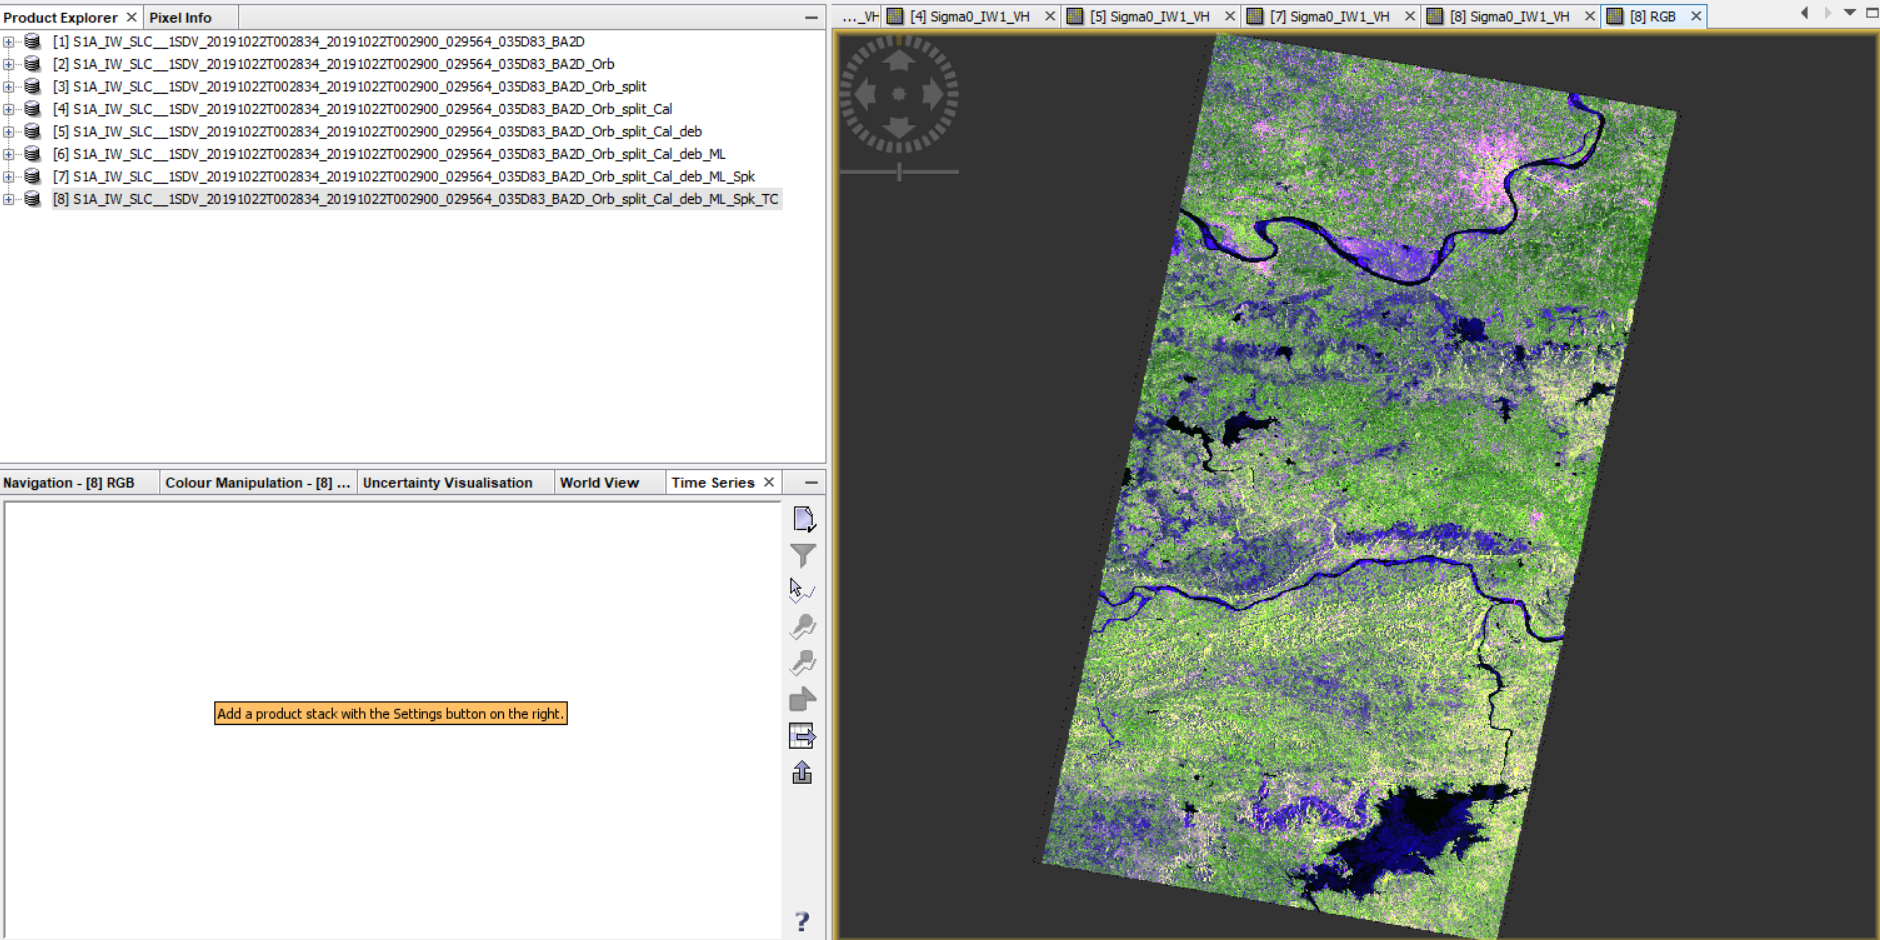 Product Explorer × Pixel Info
[1] S1A_IW_SLC__1SDV_20191022T002834_20191022T002900_029564_035D83_BA2D
[2] S1A_IW_SLC__1SDV_20191022T002834_20191022T002900_029564_035D83_BA2D_Orb
[3] S1A_IW_SLC__1SDV_20191022T002834_20191022T002900_029564_035D83_BA2D_Orb_split
[4] S1A_IW_SLC__1SDV_20191022T002834_20191022T002900_029564_035D83_BA2D_Orb_split_Cal
[5] S1A_IW_SLC__1SDV_20191022T002834_20191022T002900_029564_035D83_BA2D_Orb_split_Cal_deb
[6] S1A_IW_SLC__1SDV_20191022T002834_20191022T002900_029564_035D83_BA2D_Orb_split_Cal_deb_ML
[7] S1A_IW_SLC__1SDV_20191022T002834_20191022T002900_029564_035D83_BA2D_Orb_split_Cal_deb_ML_Spk
[8] S1A_IW_SLC__1SDV_20191022T002834_20191022T002900_029564_035D83_BA2D_Orb_split_Cal_deb_ML_Spk_TC
Navigation - [8] RGB Colour Manipulation - [8] ... Uncertainty Visualisation World View Time Series ×
Add a product stack with the Settings button on the right.
?
..._VH [4] Sigma0_IW1_VH × [5] Sigma0_IW1_VH × [7] Sigma0_IW1_VH × [8] Sigma0_IW1_VH × [8] RGB ×